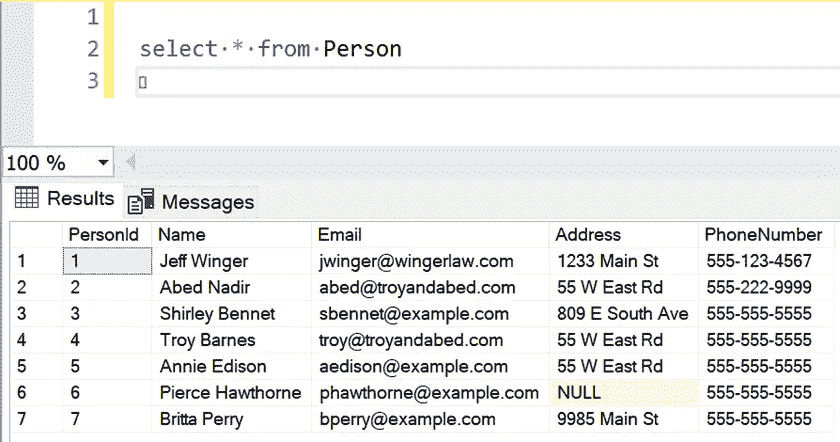 1
2 select * from Person
3
100 %
Results Messages
PersonId Name Email Address PhoneNumber
1 1 Jeff Winger jwinger@wingerlaw.com 1233 Main St 555-123-4567
2 2 Abed Nadir abed@troyandabed.com 55 W East Rd 555-222-9999
3 3 Shirley Bennet sbennet@example.com 809 E South Ave 555-555-5555
4 4 Troy Barnes troy@troyandabed.com 55 W East Rd 555-555-5555
5 5 Annie Edison aedison@example.com 55 W East Rd 555-555-5555
6 6 Pierce Hawthorne phawthorne@example.com NULL 555-555-5555
7 7 Britta Perry bperry@example.com 9985 Main St 555-555-5555